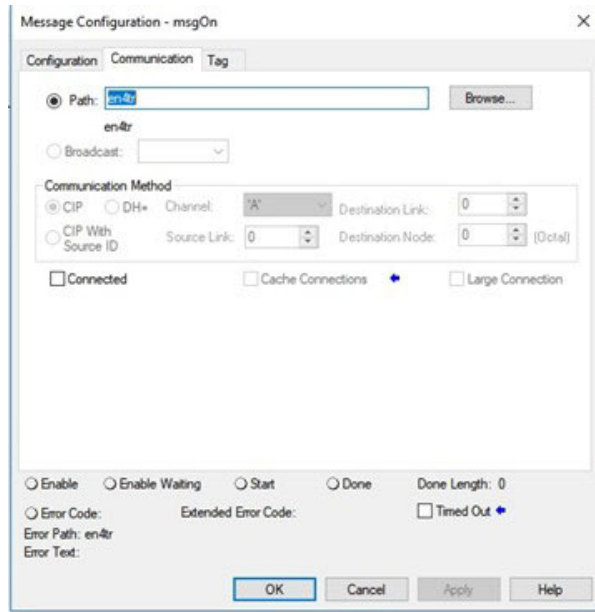 Message Configuration - msgOn
Configuration Communication Tag
Path: en4tr Browse...
en4tr
Broadcast:
Communication Method
CIP DH+ Channel: 'A' Destination Link: 0
CIP With Source ID Source Link: 0 Destination Node: 0 (Octal)
Connected Cache Connections Large Connection
Enable Enable Waiting Start Done Done Length: 0
Error Code: Extended Error Code: Timed Out
Error Path: en4tr
Error Text:
OK Cancel Apply Help